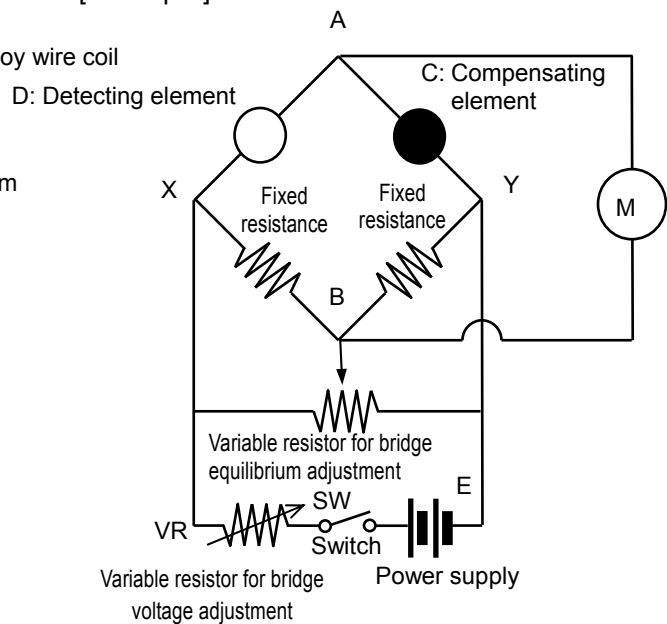 A
oy wire coil
C: Compensating
element
D: Detecting element
m
X
Fixed
resistance
Fixed
resistance
Y
M
B
Variable resistor for bridge
equilibrium adjustment
E
SW
VR
Switch
Variable resistor for bridge
voltage adjustment
Power supply